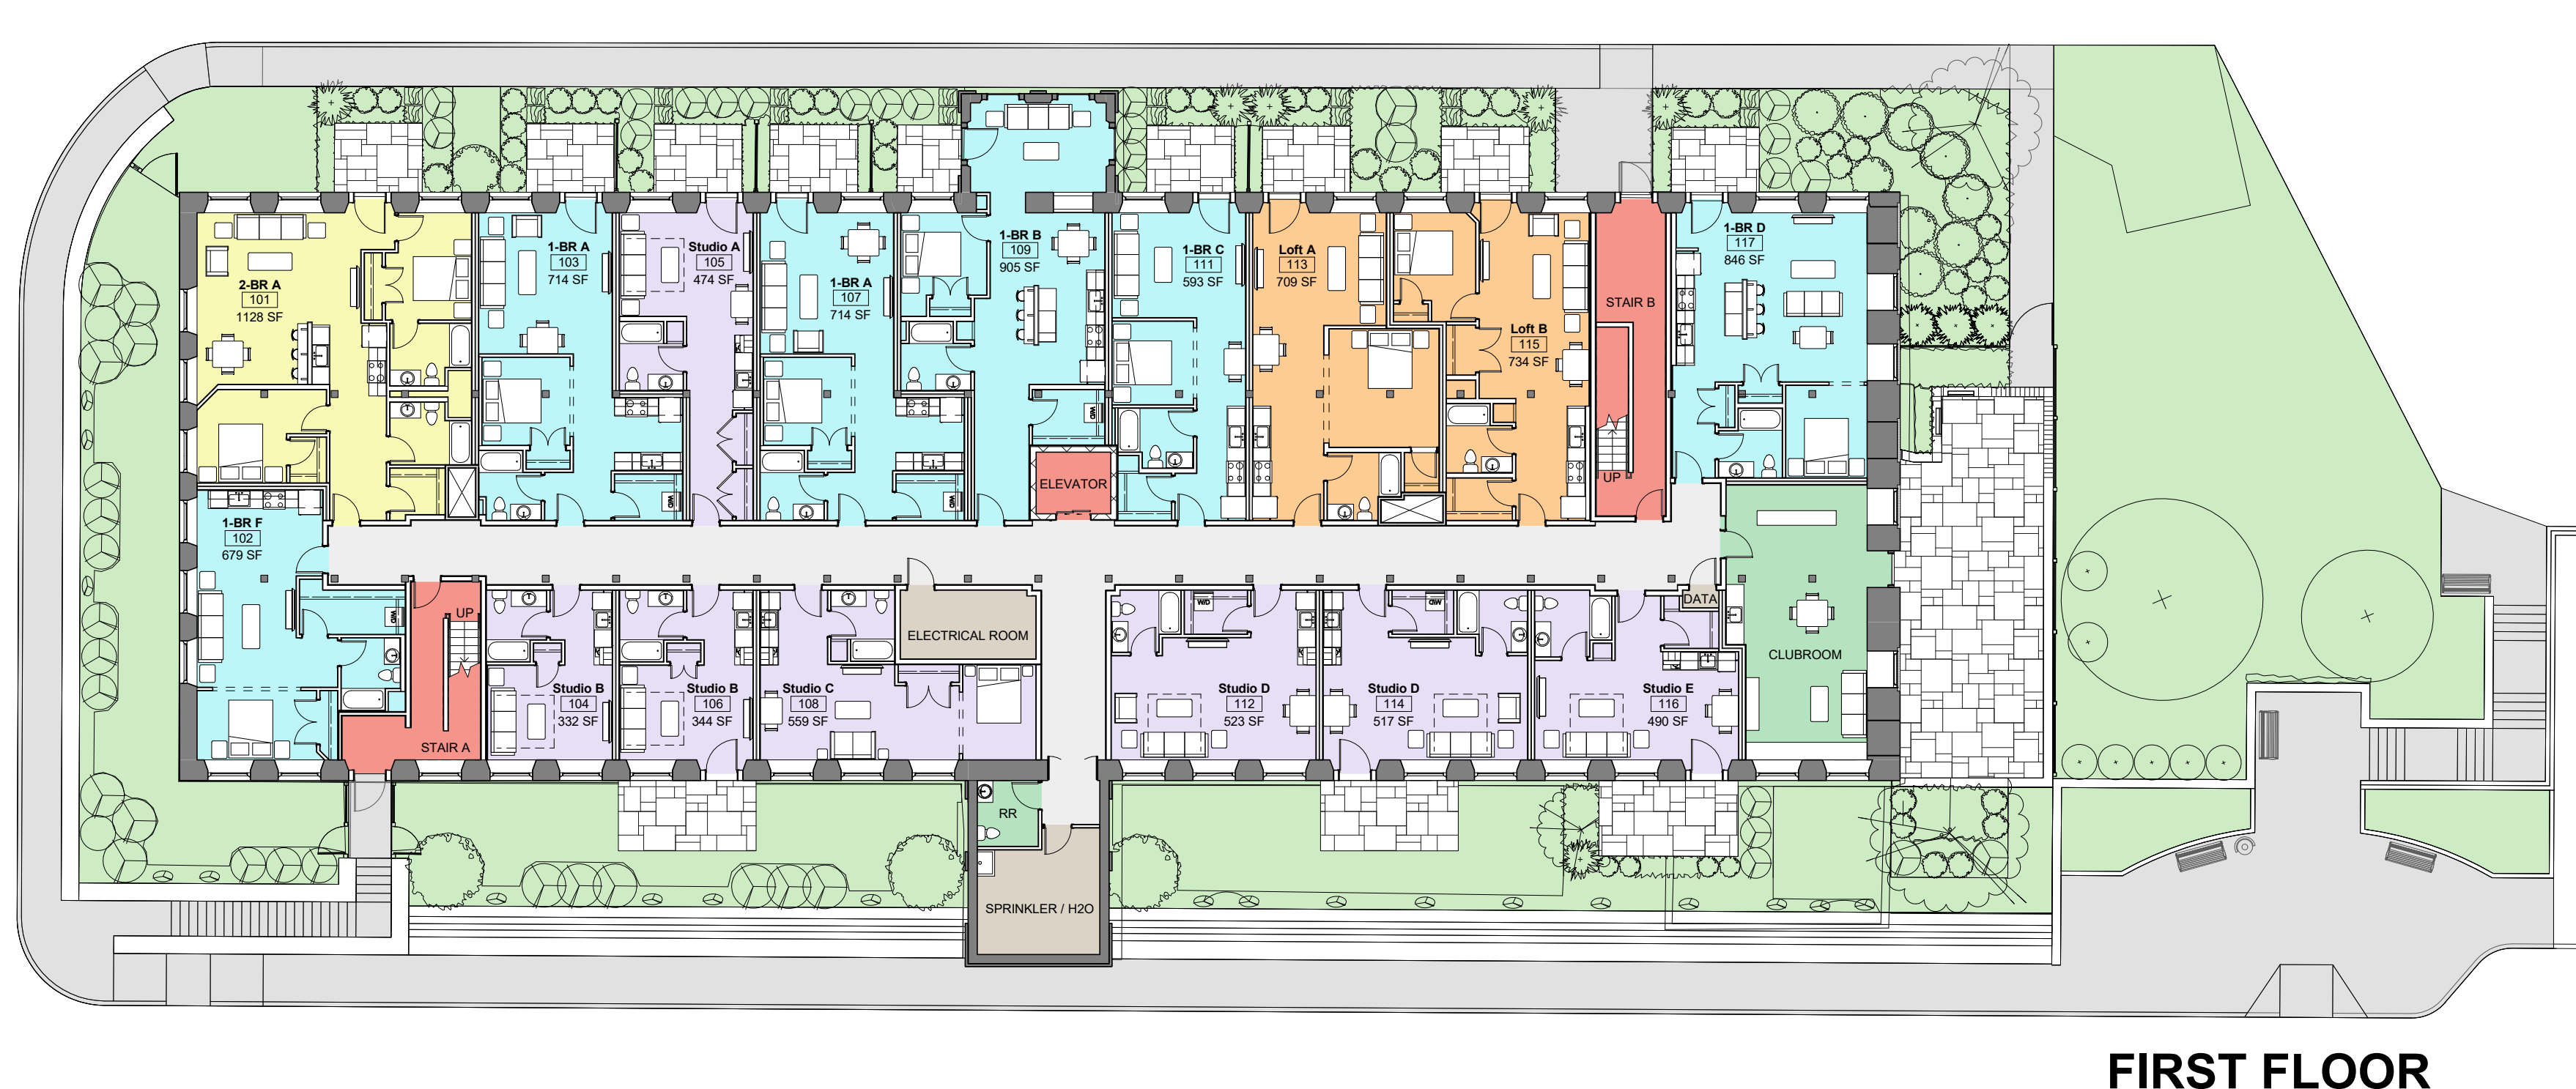 2-BR A
101
1128 SF
1-BR A
103
714 SF
Studio A
105
474 SF
1-BR A
107
714 SF
1-BR B
109
905 SF
1-BR C
111
593 SF
Loft A
113
709 SF
Loft B
115
734 SF
STAIR B
UP
1-BR D
117
846 SF
W/D
ELEVATOR
W/D
W/D
1-BR F
102
679 SF
W/D
UP
STAIR A
Studio B
104
332 SF
Studio B
106
344 SF
Studio C
108
559 SF
ELECTRICAL ROOM
W/D
Studio D
112
523 SF
W/D
Studio D
114
517 SF
Studio E
116
490 SF
DATA
CLUBROOM
RR
SPRINKLER / H2O
FIRST FLOOR